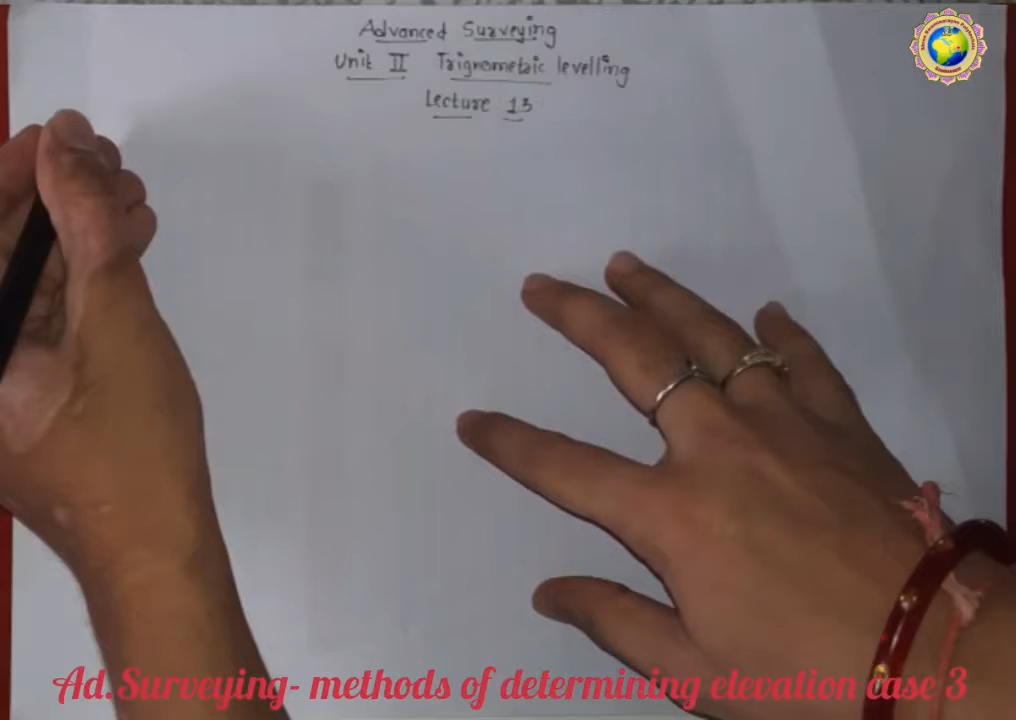 Advanced Surveying
Unit II Trignometric levelling
Lecture 13
Ad.Surveying- methods of determining elevation case 3